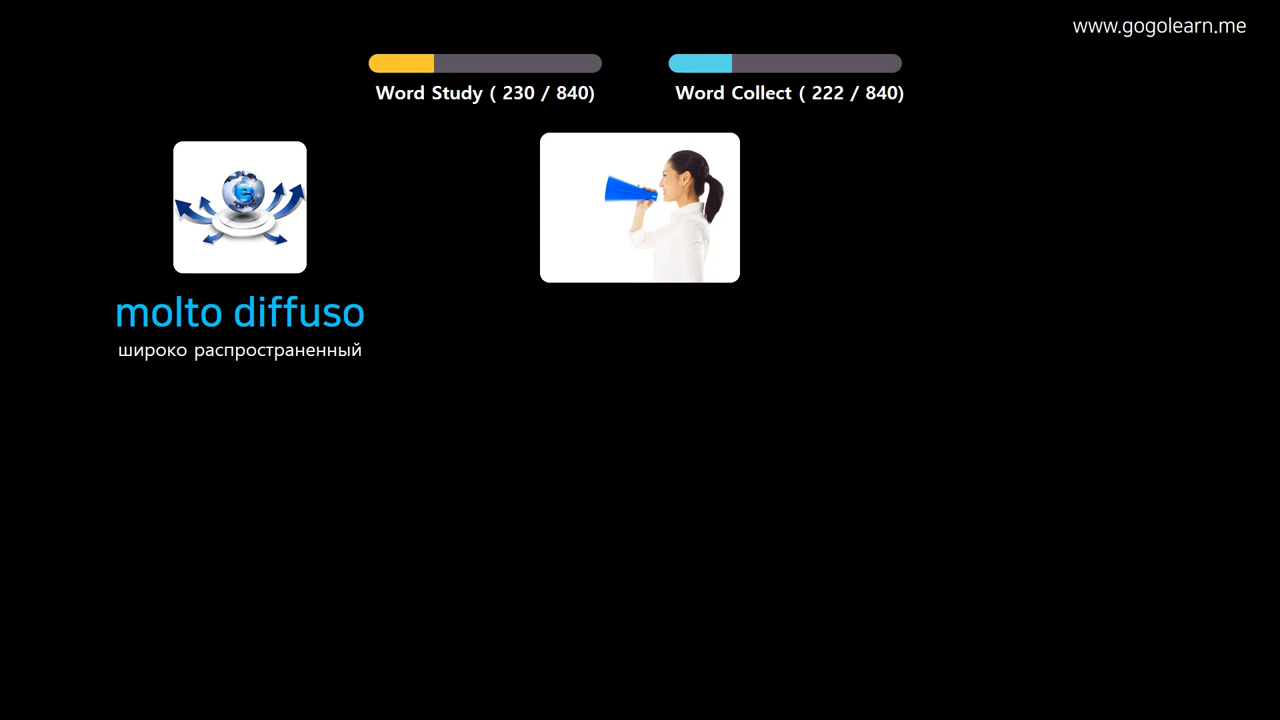 www.gogolearn.me
Word Study ( 230 / 840)
Word Collect ( 222 / 840)
molto diffuso
широко распространенный